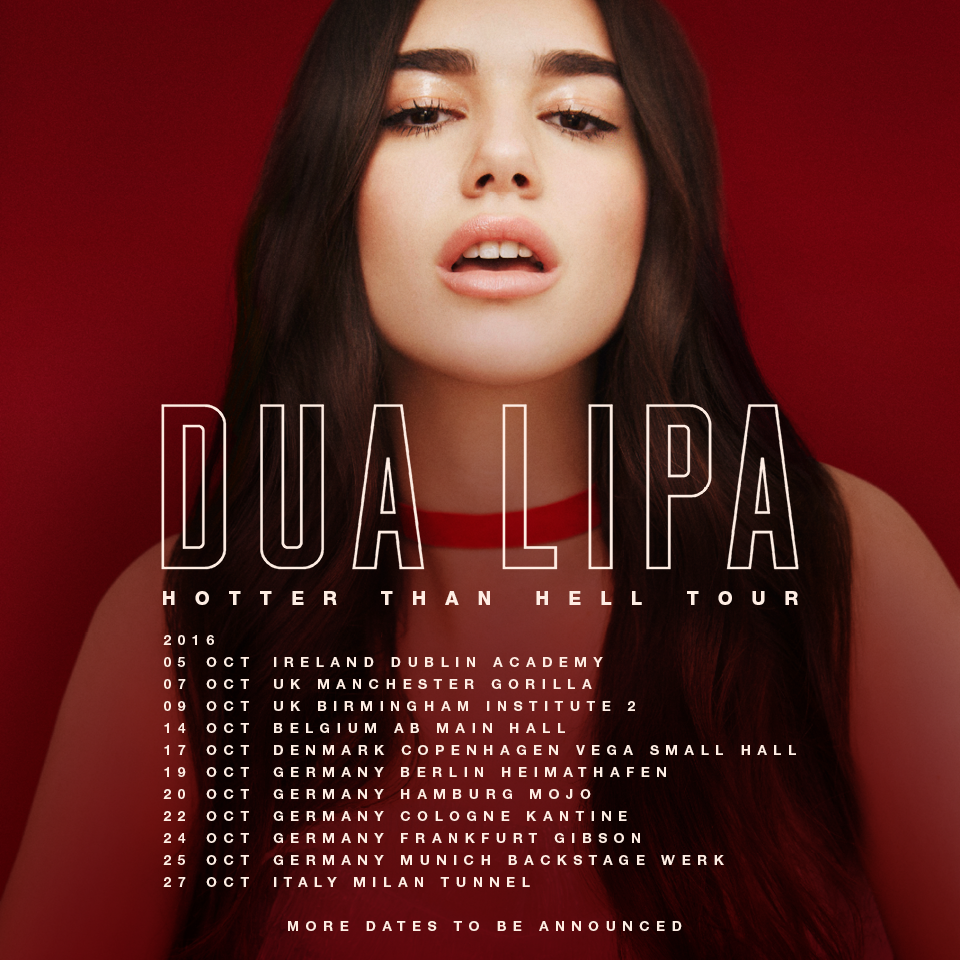 DUA LIPA
HOTTER THAN HELL TOUR
2016
05 OCT IRELAND DUBLIN ACADEMY
07 OCT UK MANCHESTER GORILLA
09 OCT UK BIRMINGHAM INSTITUTE 2
14 OCT BELGIUM AB MAIN HALL
17 OCT DENMARK COPENHAGEN VEGA SMALL HALL
19 OCT GERMANY BERLIN HEIMATHAFEN
20 OCT GERMANY HAMBURG MOJO
22 OCT GERMANY COLOGNE KANTINE
24 OCT GERMANY FRANKFURT GIBSON
25 OCT GERMANY MUNICH BACKSTAGE WERK
27 OCT ITALY MILAN TUNNEL
MORE DATES TO BE ANNOUNCED